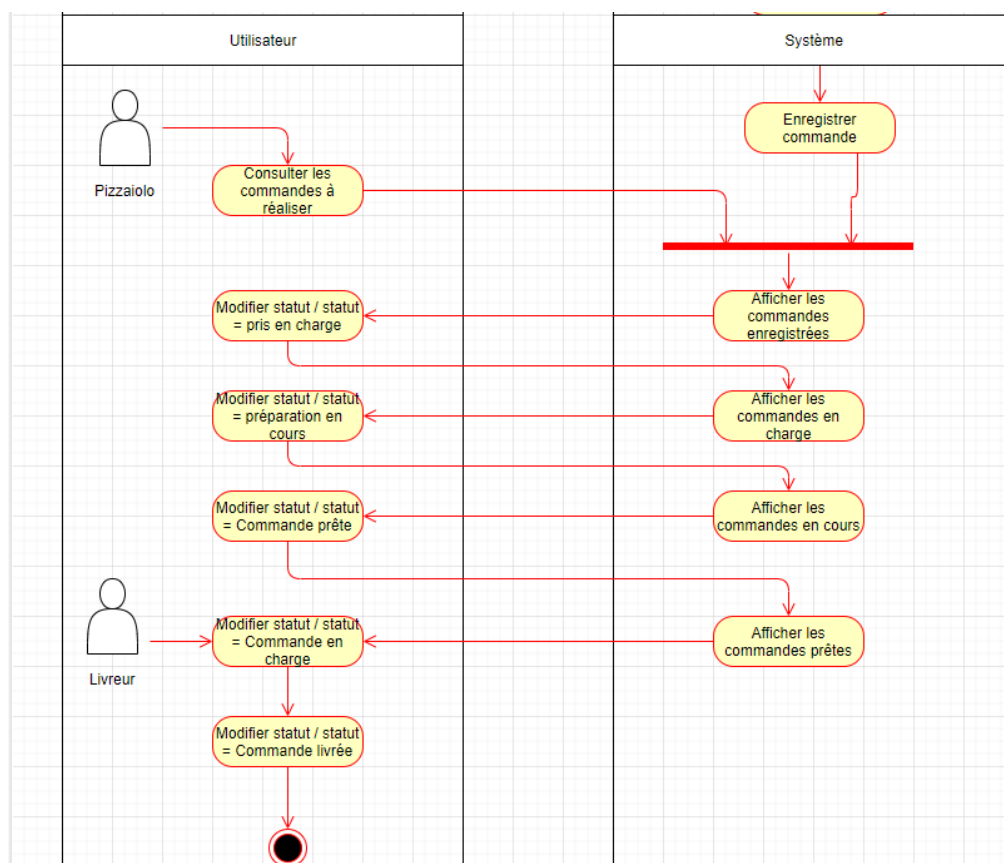 Utilisateur
Système
Enregistrer
commande
Pizzaiolo
Consulter les
commandes à
réaliser
Modifier statut / statut
= pris en charge
Afficher les
commandes
enregistrées
Modifier statut / statut
= préparation en
cours
Afficher les
commandes en
charge
Modifier statut / statut
= Commande prête
Afficher les
commandes en cours
Livreur
Modifier statut / statut
= Commande en
charge
Afficher les
commandes prêtes
Modifier statut / statut
= Commande livrée